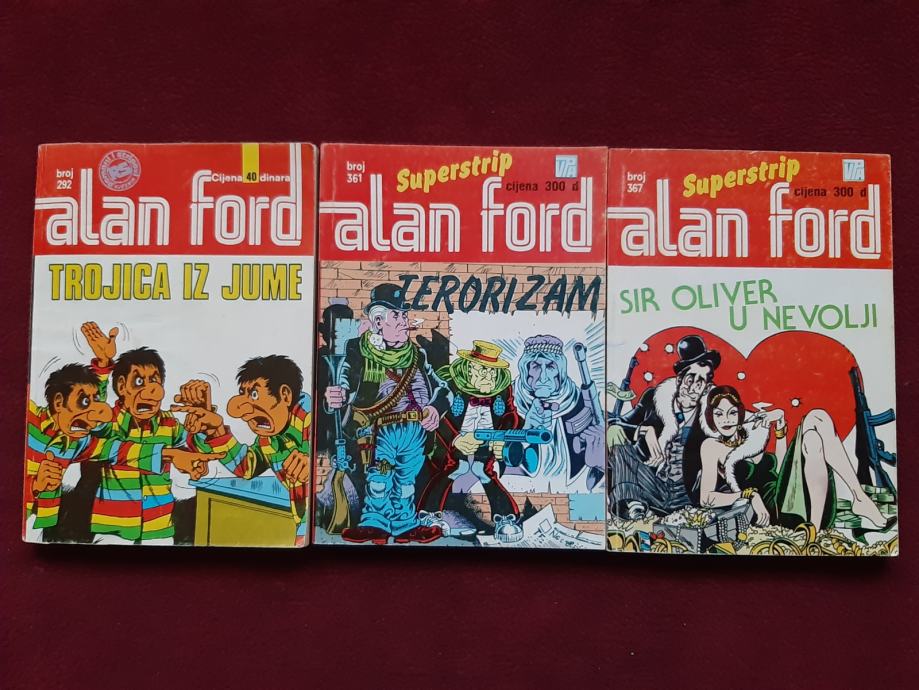 broj
292
Cijena 40 dinara
alan ford
TROJICA IZ JUME
broj
361
Superstrip
cijena 300 d
alan ford
TERORIZAM
broj
367
Superstrip
cijena 300 d
alan ford
SIR OLIVER
U NEVOLJI